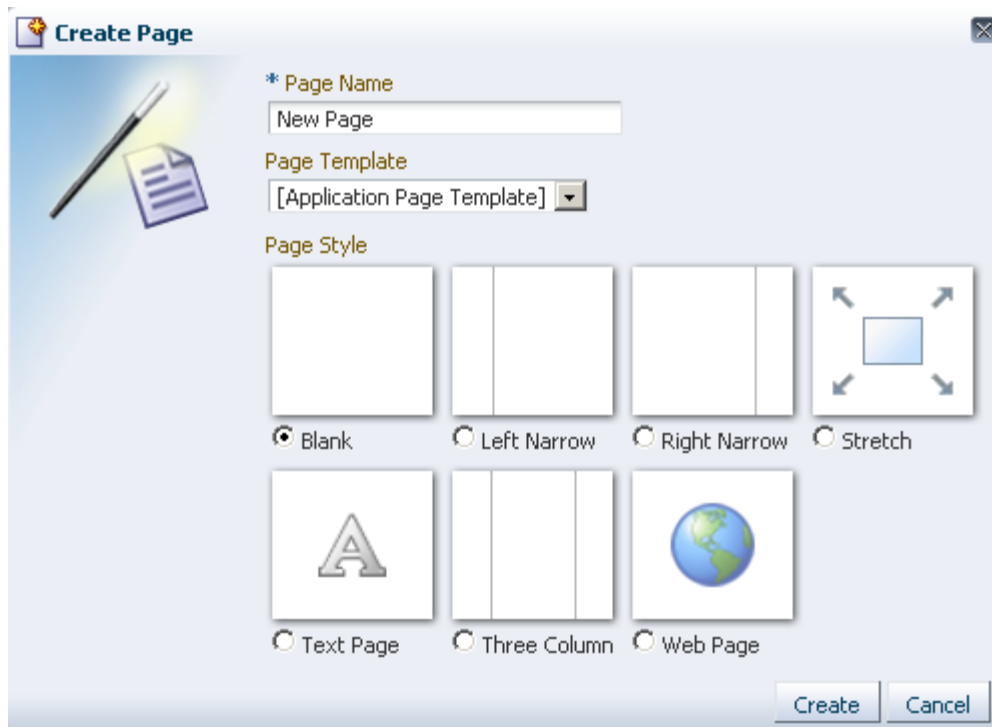 Create Page
* Page Name
New Page
Page Template
[Application Page Template]
Page Style
Blank Left Narrow Right Narrow Stretch
A
Text Page Three Column Web Page
Create Cancel